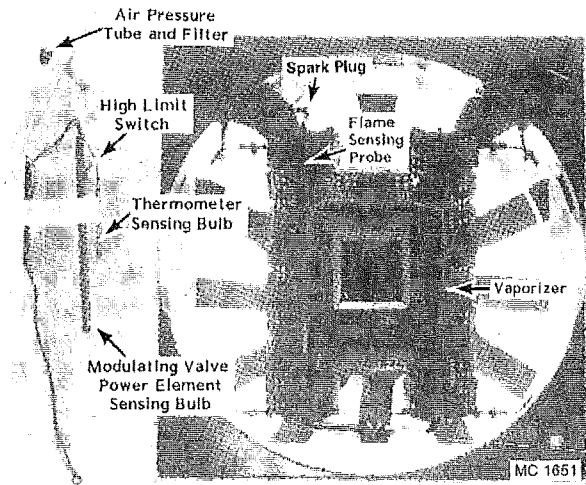 Air Pressure
Tube and Filter
High Limit
Switch
Thermometer
Sensing Bulb
Modulating Valve
Power Element
Sensing Bulb
Spark Plug
Flame
Sensing
Probe
Vaporizer
MC 1651